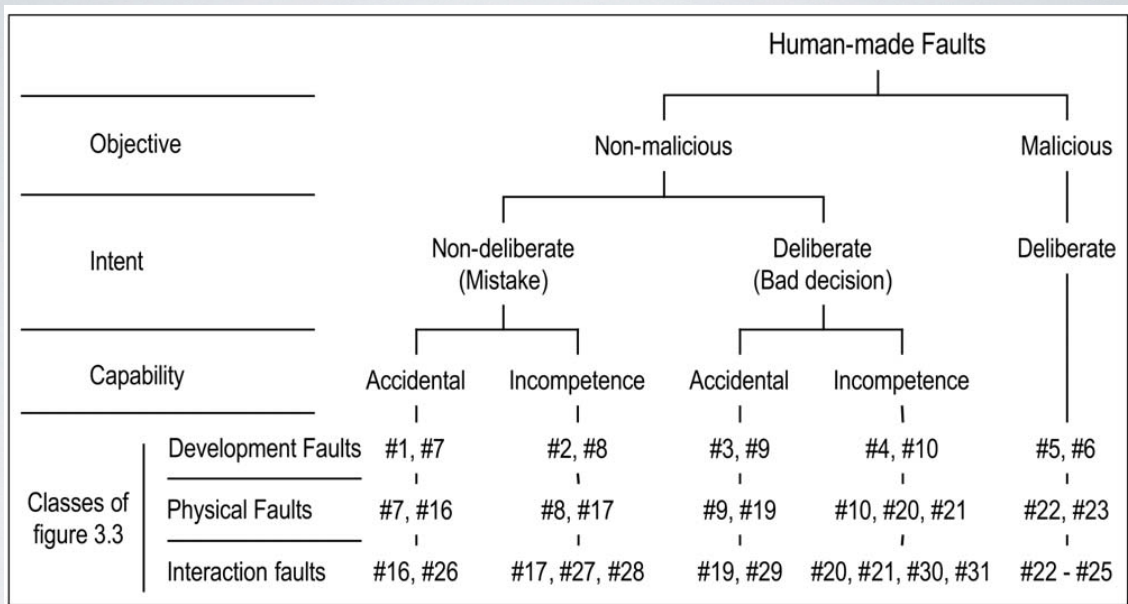 Human-made Faults
Objective
Non-malicious
Malicious
Intent
Non-deliberate
(Mistake)
Deliberate
(Bad decision)
Deliberate
Capability
Accidental
Incompetence
Accidental
Incompetence
Classes of
figure 3.3
Development Faults
#1, #7
#2, #8
#3, #9
#4, #10
#5, #6
Physical Faults
#7, #16
#8, #17
#9, #19
#10, #20, #21
#22, #23
Interaction faults
#16, #26
#17, #27, #28
#19, #29
#20, #21, #30, #31
#22 - #25